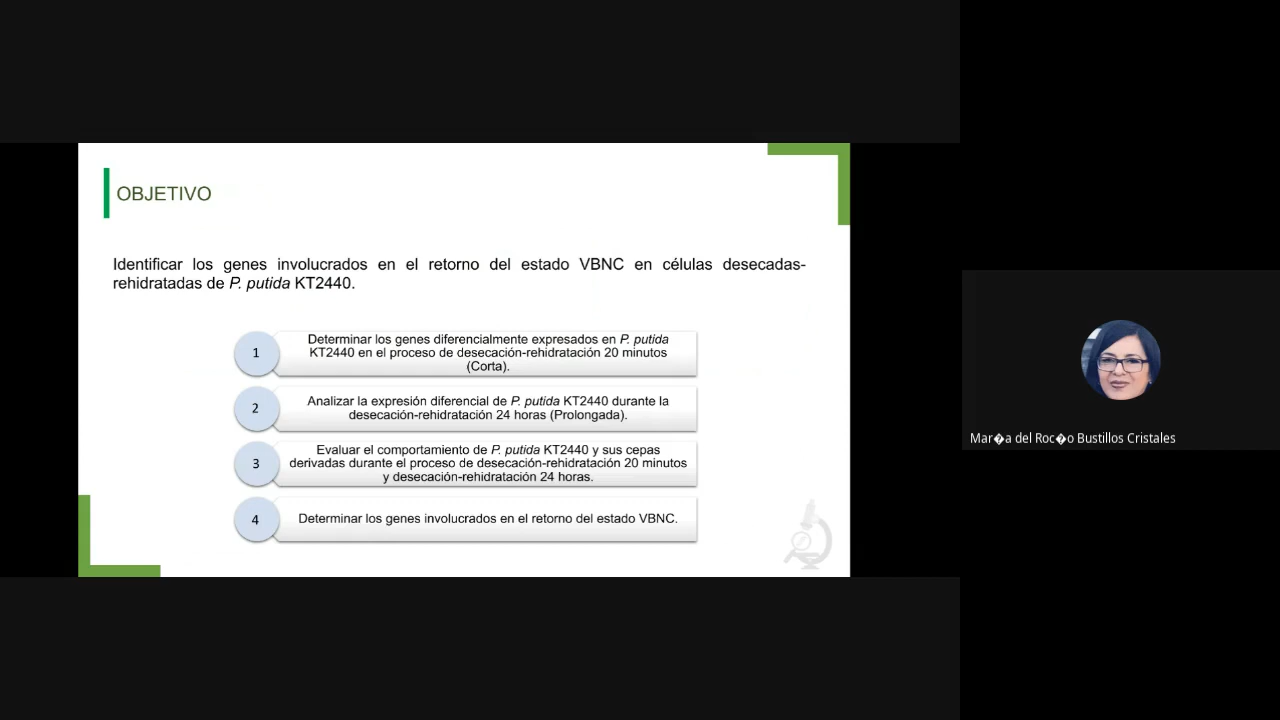 OBJETIVO
Identificar los genes involucrados en el retorno del estado VBNC en células desecadas-
rehidratadas de P. putida KT2440.
1
Determinar los genes diferencialmente expresados en P. putida
KT2440 en el proceso de desecación-rehidratación 20 minutos
(Corta).
2
Analizar la expresión diferencial de P. putida KT2440 durante la
desecación-rehidratación 24 horas (Prolongada).
3
Evaluar el comportamiento de P. putida KT2440 y sus cepas
derivadas durante el proceso de desecación-rehidratación 20 minutos
y desecación-rehidratación 24 horas.
4
Determinar los genes involucrados en el retorno del estado VBNC.
Mar�a del Roc�o Bustillos Cristales